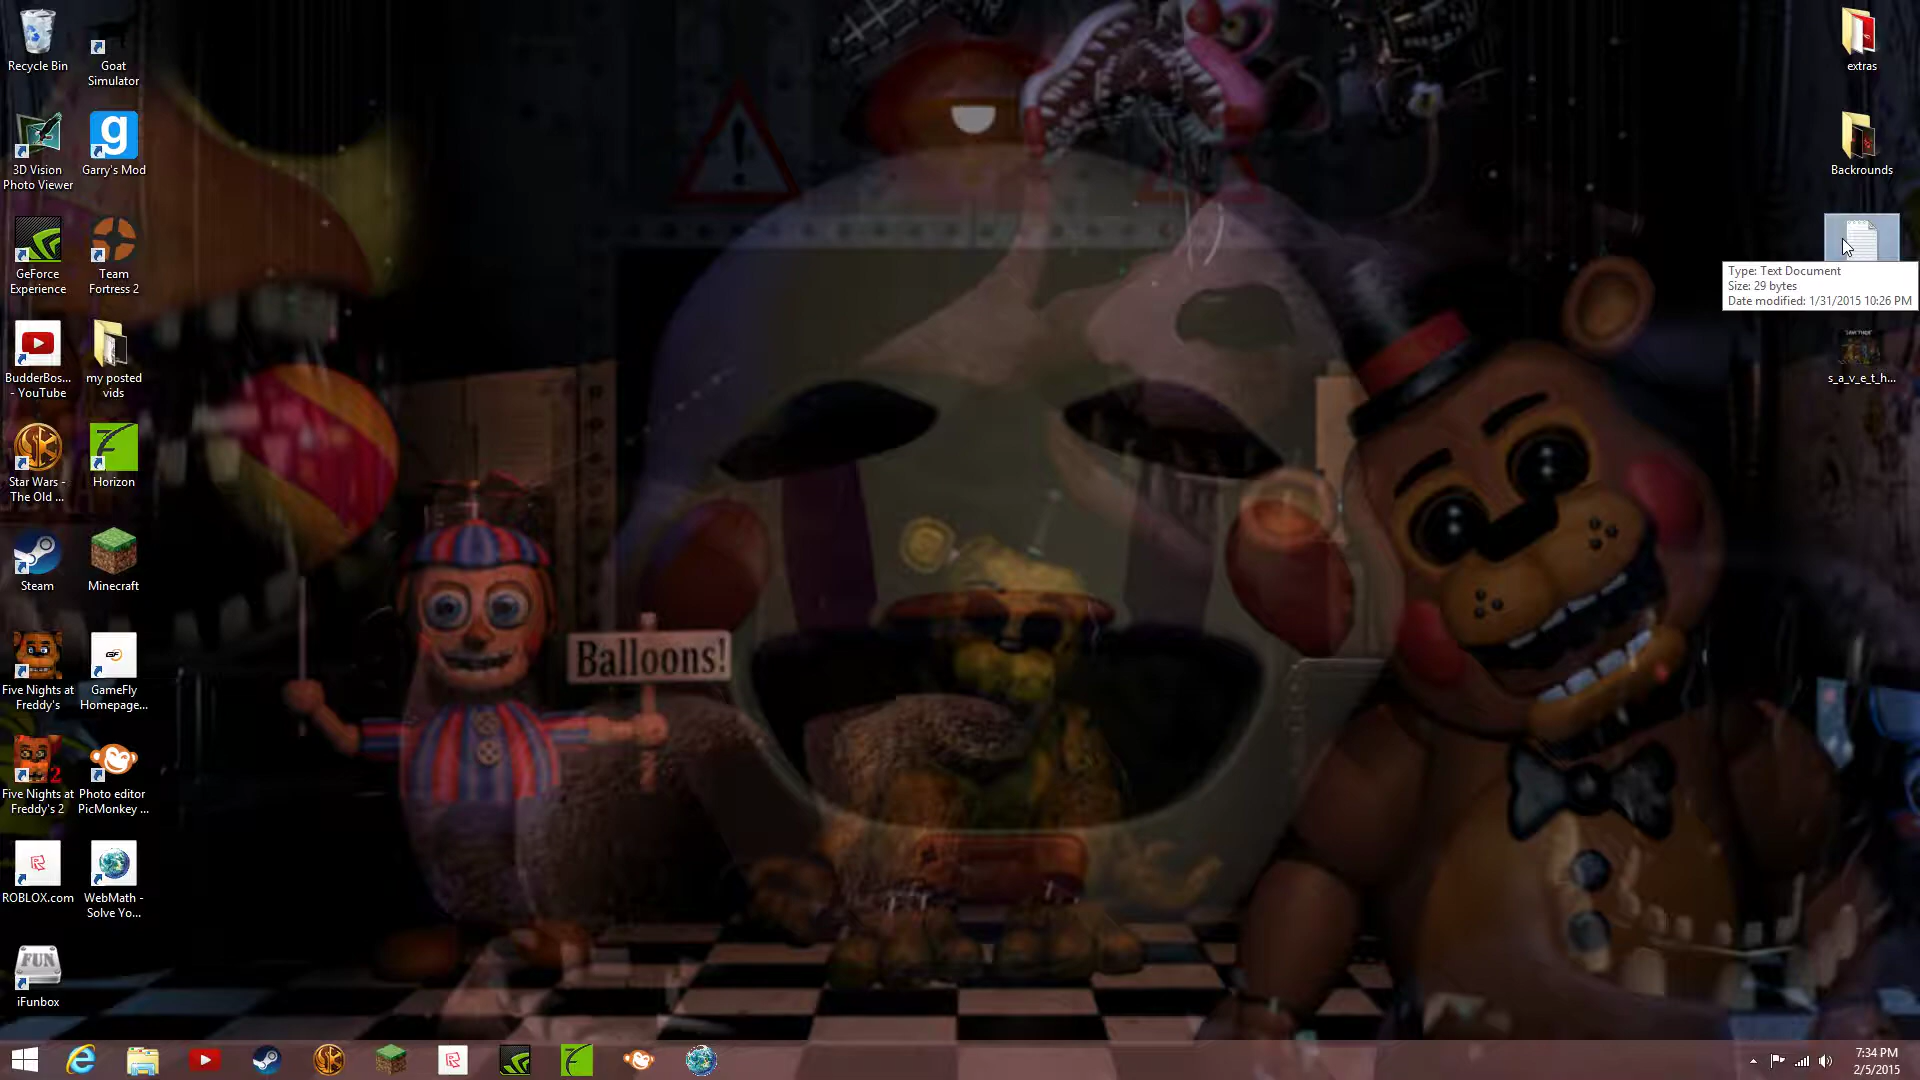 Recycle Bin
Goat
Simulator
3D Vision
Photo Viewer
g
Garry's Mod
GeForce
Experience
Team
Fortress 2
BudderBos...
- YouTube
my posted
vids
Star Wars -
The Old ...
Horizon
Steam
Minecraft
Five Nights at
Freddy's
GF
GameFly
Homepage...
2
Five Nights at
Freddy's 2
Photo editor
PicMonkey ...
ROBLOX.com
WebMath -
Solve Yo...
FUN
iFunbox
Balloons!
extras
Backrounds
Type: Text Document
Size: 29 bytes
Date modified: 1/31/2015 10:26 PM
s_a_v_e_t_h...
7:34 PM
2/5/2015